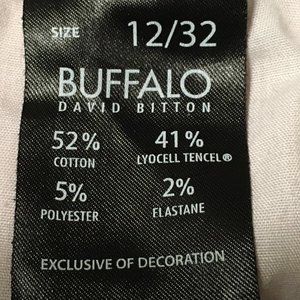 SIZE 12/32
BUFFALO
DAVID BITTON
52% 41%
COTTON LYOCELL TENCEL®
5% 2%
POLYESTER ELASTANE
EXCLUSIVE OF DECORATION